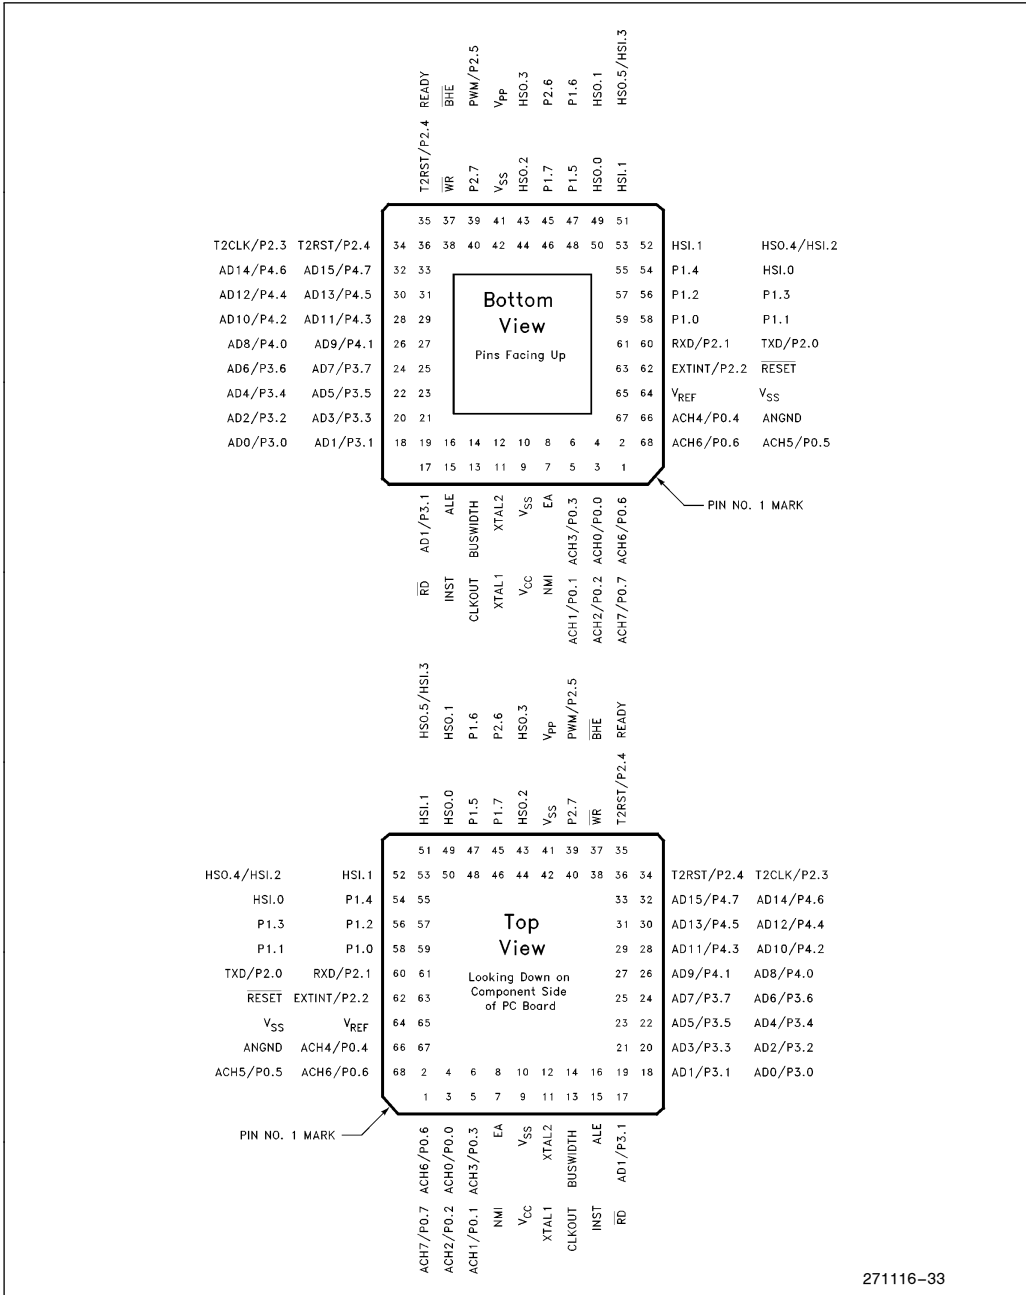 READY BHE PWM/P2.5 VPP HSO.3 P2.6 P1.6 HSO.1 HSO.5/HSI.3
T2RST/P2.4 WR P2.7 VSS HSO.2 P1.7 P1.5 HSO.0 HSI.1
35 37 39 41 43 45 47 49 51
T2CLK/P2.3 T2RST/P2.4 34 36 38 40 42 44 46 48 50 53 52 HSI.1 HSO.4/HSI.2
AD14/P4.6 AD15/P4.7 32 33 55 54 P1.4 HSI.0
AD12/P4.4 AD13/P4.5 30 31 57 56 P1.2 P1.3
AD10/P4.2 AD11/P4.3 28 29 59 58 P1.0 P1.1
AD8/P4.0 AD9/P4.1 26 27 61 60 RXD/P2.1 TXD/P2.0
AD6/P3.6 AD7/P3.7 24 25 63 62 EXTINT/P2.2 RESET
AD4/P3.4 AD5/P3.5 22 23 65 64 VREF VSS
AD2/P3.2 AD3/P3.3 20 21 67 66 ACH4/P0.4 ANGND
AD0/P3.0 AD1/P3.1 18 19 16 14 12 10 8 6 4 2 68 ACH6/P0.6 ACH5/P0.5
17 15 13 11 9 7 5 3 1
Bottom
View
Pins Facing Up
PIN NO. 1 MARK
AD1/P3.1 ALE BUSWIDTH XTAL2 VSS EA ACH3/P0.3 ACH0/P0.0 ACH6/P0.6
RD INST CLKOUT XTAL1 VCC NMI ACH1/P0.1 ACH2/P0.2 ACH7/P0.7
HSO.5/HSI.3 HSO.1 P1.6 P2.6 HSO.3 VPP PWM/P2.5 BHE READY
HSI.1 HSO.0 P1.5 P1.7 HSO.2 VSS P2.7 WR T2RST/P2.4
51 49 47 45 43 41 39 37 35
HSO.4/HSI.2 HSI.1 52 53 50 48 46 44 42 40 38 36 34 T2RST/P2.4 T2CLK/P2.3
HSI.0 P1.4 54 55 33 32 AD15/P4.7 AD14/P4.6
P1.3 P1.2 56 57 31 30 AD13/P4.5 AD12/P4.4
P1.1 P1.0 58 59 29 28 AD11/P4.3 AD10/P4.2
TXD/P2.0 RXD/P2.1 60 61 27 26 AD9/P4.1 AD8/P4.0
RESET EXTINT/P2.2 62 63 25 24 AD7/P3.7 AD6/P3.6
VSS VREF 64 65 23 22 AD5/P3.5 AD4/P3.4
ANGND ACH4/P0.4 66 67 21 20 AD3/P3.3 AD2/P3.2
ACH5/P0.5 ACH6/P0.6 68 2 4 6 8 10 12 14 16 19 18 AD1/P3.1 AD0/P3.0
1 3 5 7 9 11 13 15 17
Top
View
Looking Down on
Component Side
of PC Board
PIN NO. 1 MARK
ACH6/P0.6 ACH0/P0.0 ACH3/P0.3 EA VSS XTAL2 BUSWIDTH ALE AD1/P3.1
ACH7/P0.7 ACH2/P0.2 ACH1/P0.1 NMI VCC XTAL1 CLKOUT INST RD
271116–33